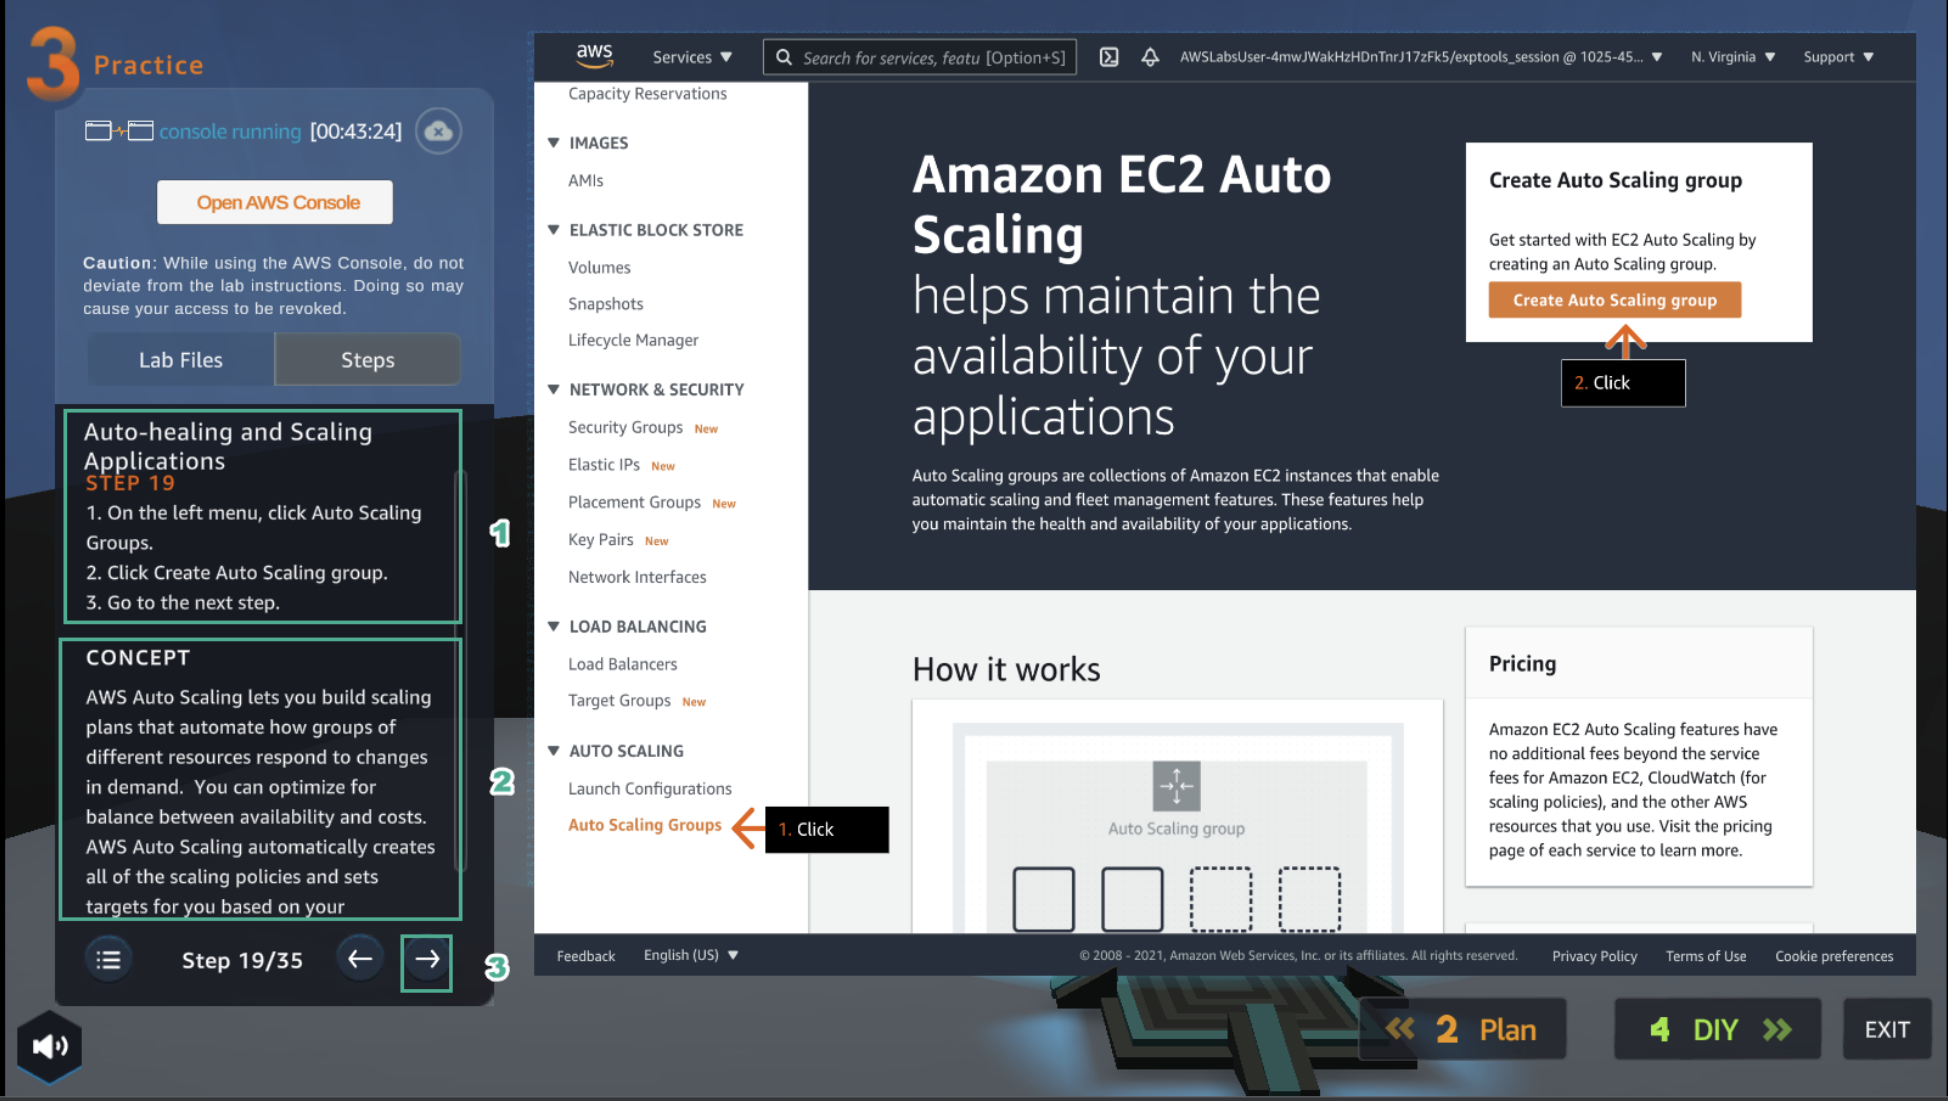 3 Practice
console running [00:43:24]
Open AWS Console
Caution: While using the AWS Console, do not
deviate from the lab instructions. Doing so may
cause your access to be revoked.
Lab Files
Steps
Auto-healing and Scaling
Applications
STEP 19
1. On the left menu, click Auto Scaling
Groups.
2. Click Create Auto Scaling group.
3. Go to the next step.
1
CONCEPT
AWS Auto Scaling lets you build scaling
plans that automate how groups of
different resources respond to changes
in demand. You can optimize for
balance between availability and costs.
AWS Auto Scaling automatically creates
all of the scaling policies and sets
targets for you based on your
2
Step 19/35
3
aws
Services
Search for services, featu [Option+S]
AWSLabsUser-4mwJWakHzHDnTnrJ17zFk5/exptools_session @ 1025-45...
N. Virginia
Support
Capacity Reservations
IMAGES
AMIs
ELASTIC BLOCK STORE
Volumes
Snapshots
Lifecycle Manager
NETWORK & SECURITY
Security Groups New
Elastic IPs New
Placement Groups New
Key Pairs New
Network Interfaces
LOAD BALANCING
Load Balancers
Target Groups New
AUTO SCALING
Launch Configurations
Auto Scaling Groups
1. Click
Amazon EC2 Auto
Scaling
helps maintain the
availability of your
applications
Auto Scaling groups are collections of Amazon EC2 instances that enable
automatic scaling and fleet management features. These features help
you maintain the health and availability of your applications.
Create Auto Scaling group
Get started with EC2 Auto Scaling by
creating an Auto Scaling group.
Create Auto Scaling group
2. Click
How it works
Auto Scaling group
Pricing
Amazon EC2 Auto Scaling features have
no additional fees beyond the service
fees for Amazon EC2, CloudWatch (for
scaling policies), and the other AWS
resources that you use. Visit the pricing
page of each service to learn more.
Feedback
English (US)
© 2008 - 2021, Amazon Web Services, Inc. or its affiliates. All rights reserved.
Privacy Policy
Terms of Use
Cookie preferences
2 Plan
4 DIY
EXIT